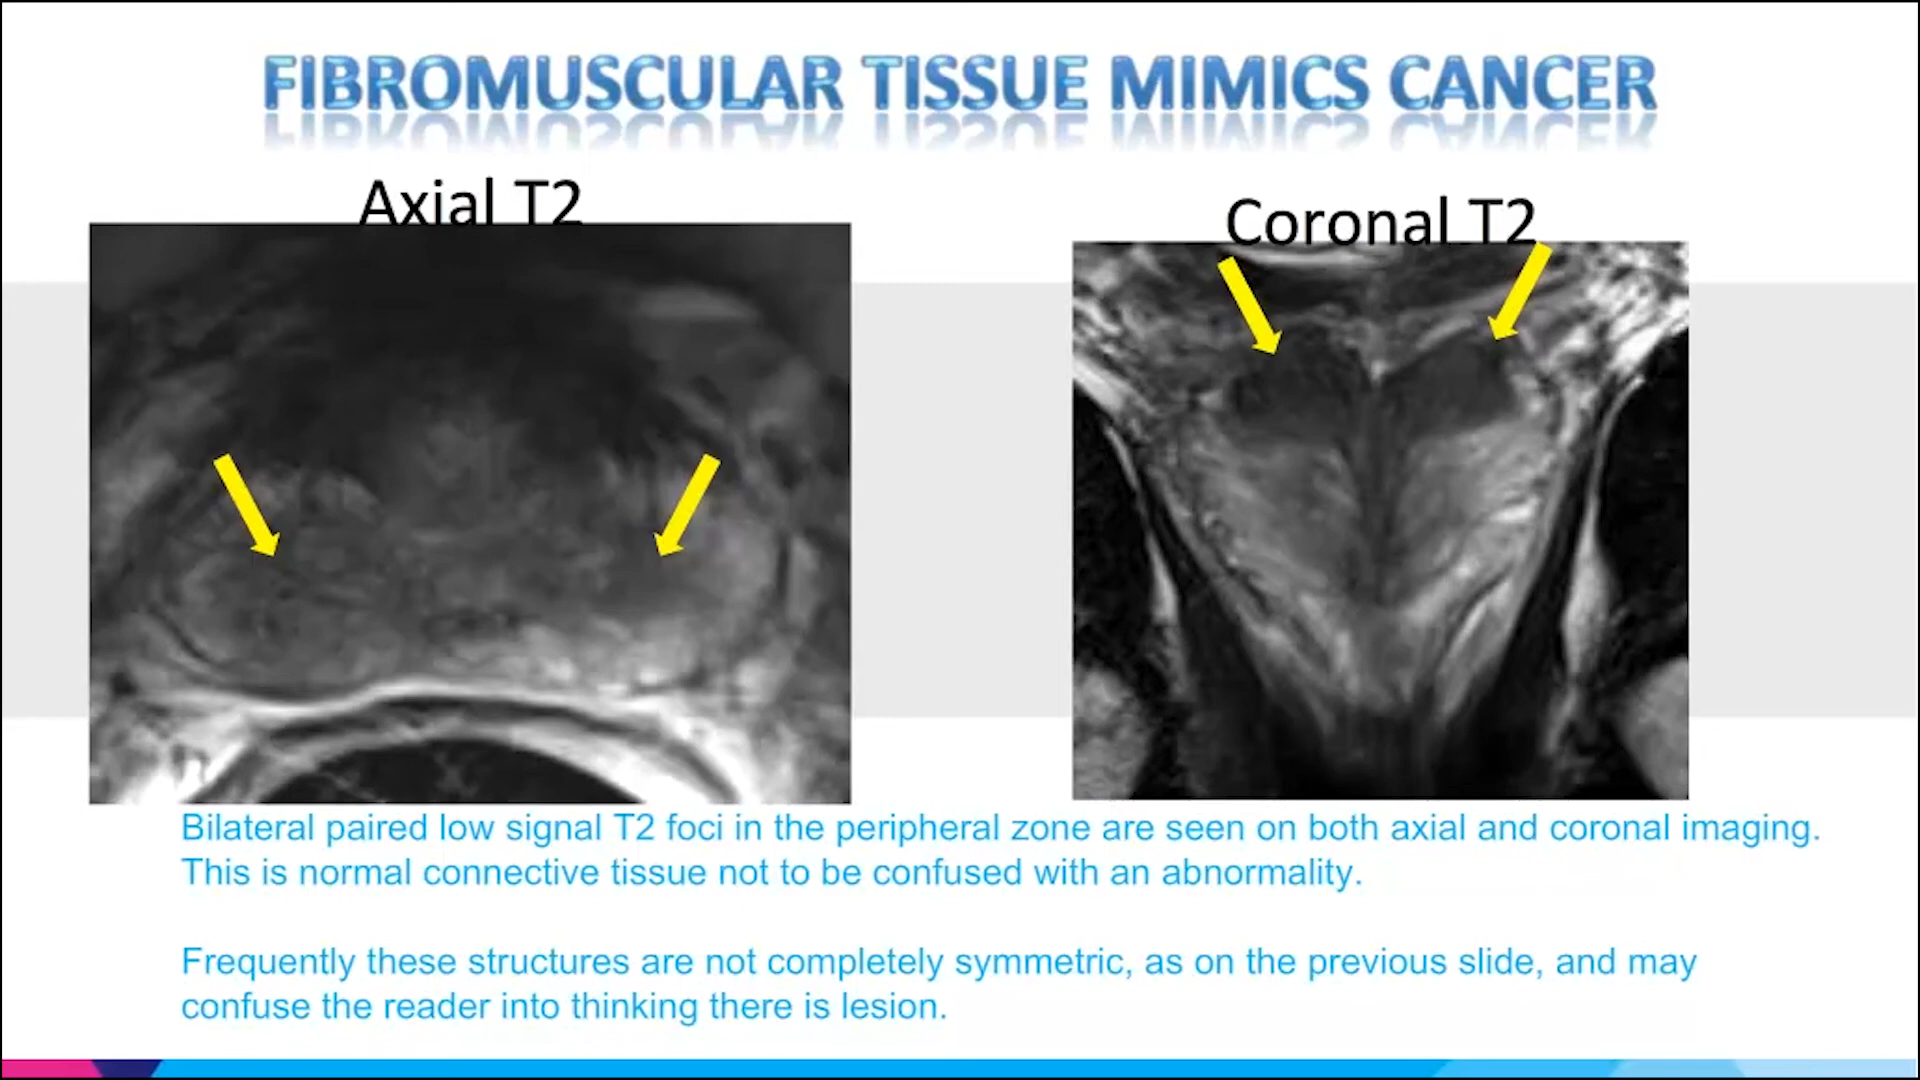 FIBROMUSCULAR TISSUE MIMICS CANCER
Axial T2
Coronal T2
Bilateral paired low signal T2 foci in the peripheral zone are seen on both axial and coronal imaging.
This is normal connective tissue not to be confused with an abnormality.
Frequently these structures are not completely symmetric, as on the previous slide, and may
confuse the reader into thinking there is lesion.